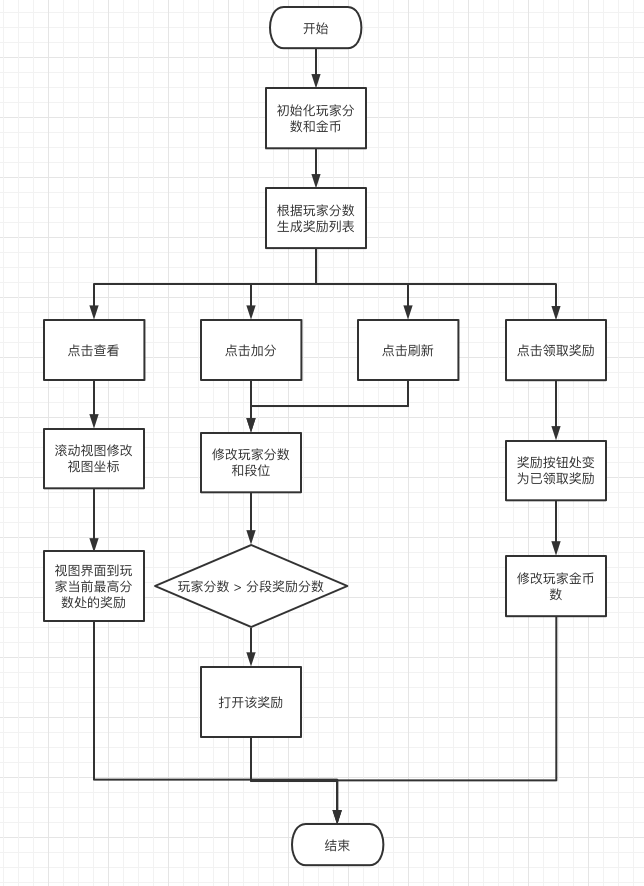 开始
初始化玩家分
数和金币
根据玩家分数
生成奖励列表
点击查看
点击加分
点击刷新
点击领取奖励
滚动视图修改
视图坐标
修改玩家分数
和段位
奖励按钮处变
为已领取奖励
视图界面到玩
家当前最高分
数处的奖励
玩家分数 > 分段奖励分数
修改玩家金币
数
打开该奖励
结束